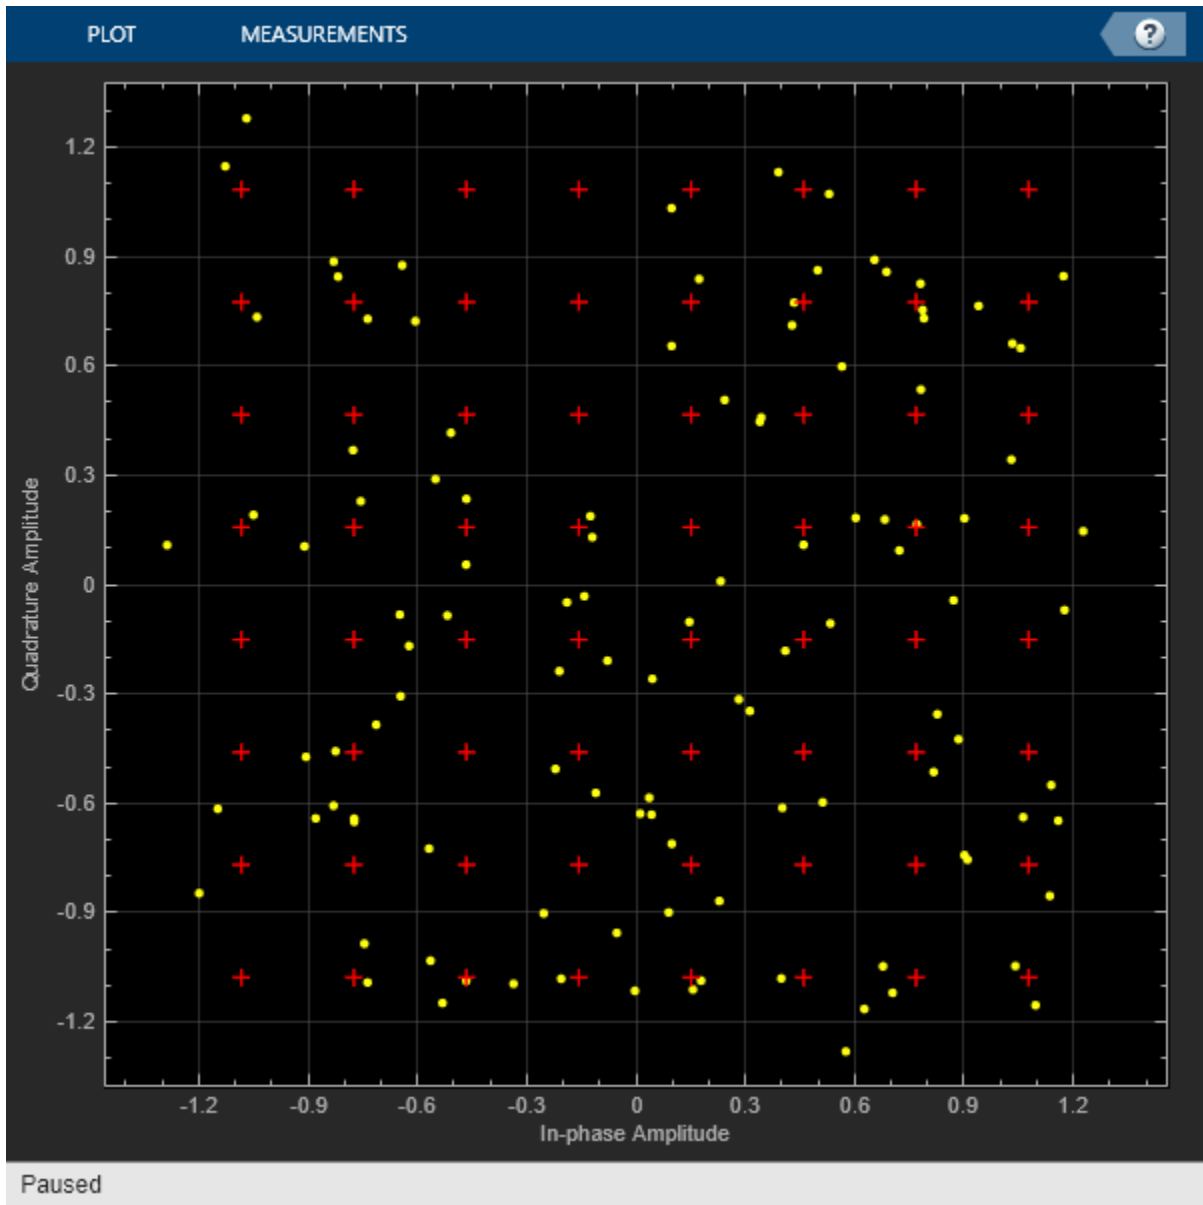 PLOT MEASUREMENTS ?
1.2
0.9
0.6
0.3
0
-0.3
-0.6
-0.9
-1.2
Quadrature Amplitude
-1.2 -0.9 -0.6 -0.3 0 0.3 0.6 0.9 1.2
In-phase Amplitude
Paused